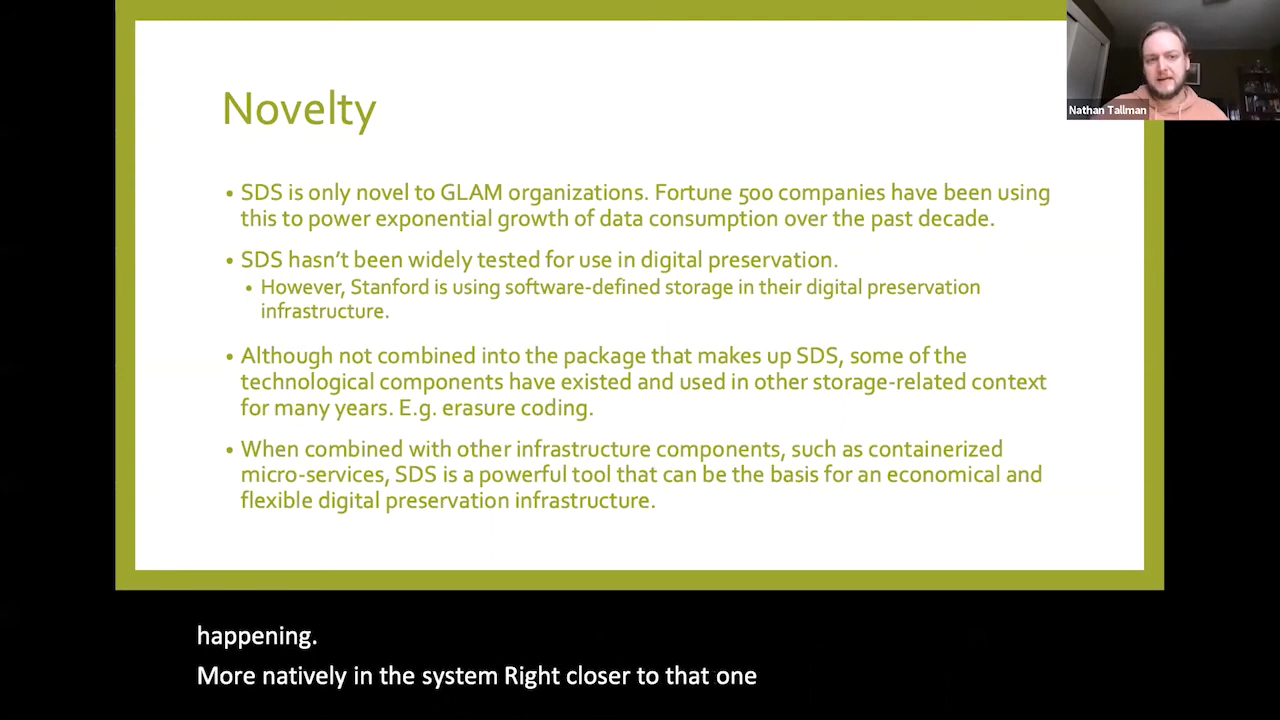 Novelty
Nathan Tallman
• SDS is only novel to GLAM organizations. Fortune 500 companies have been using
this to power exponential growth of data consumption over the past decade.
• SDS hasn't been widely tested for use in digital preservation.
• However, Stanford is using software-defined storage in their digital preservation
infrastructure.
• Although not combined into the package that makes up SDS, some of the
technological components have existed and used in other storage-related context
for many years. E.g. erasure coding.
• When combined with other infrastructure components, such as containerized
micro-services, SDS is a powerful tool that can be the basis for an economical and
flexible digital preservation infrastructure.
happening.
More natively in the system Right closer to that one